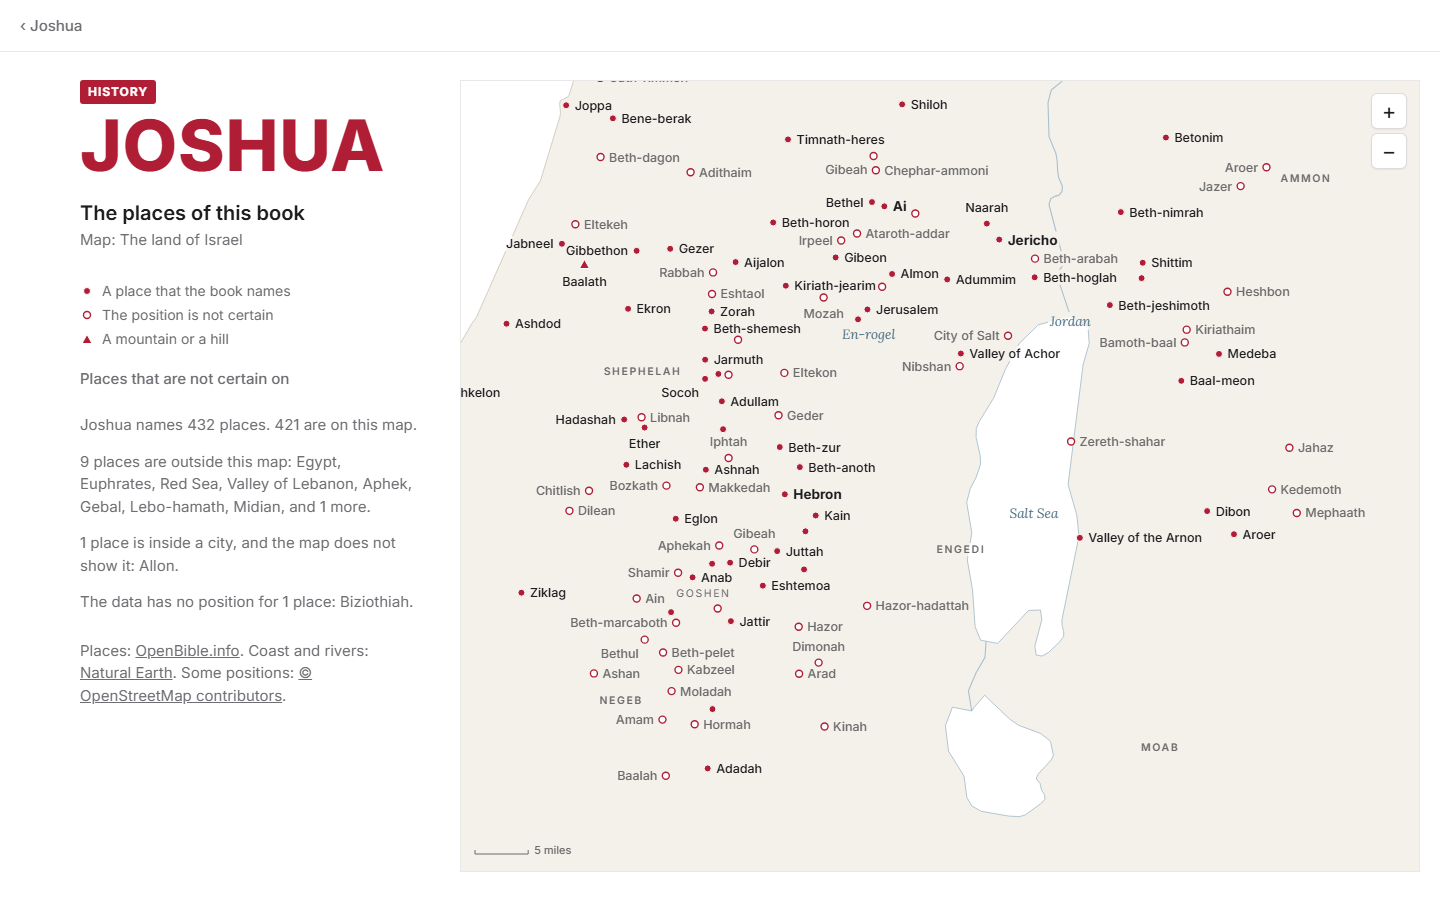 ‹ Joshua
HISTORY
JOSHUA
The places of this book
Map: The land of Israel
A place that the book names
The position is not certain
A mountain or a hill
Places that are not certain on
Joshua names 432 places. 421 are on this map.
9 places are outside this map: Egypt,
Euphrates, Red Sea, Valley of Lebanon, Aphek,
Gebal, Lebo-hamath, Midian, and 1 more.
1 place is inside a city, and the map does not
show it: Allon.
The data has no position for 1 place: Biziothiah.
Places: OpenBible.info. Coast and rivers:
Natural Earth. Some positions: ©
OpenStreetMap contributors.
Joppa
Shiloh
+
Bene-berak
Timnath-heres
Betonim
−
Beth-dagon
Adithaim
Gibeah
Chephar-ammoni
Aroer
AMMON
Jazer
Bethel
Ai
Naarah
Beth-nimrah
Eltekeh
Beth-horon
Ataroth-addar
Irpeel
Jericho
Jabneel
Gibbethon
Gezer
Gibeon
Beth-arabah
Aijalon
Shittim
Rabbah
Almon
Adummim
Beth-hoglah
Baalath
Kiriath-jearim
Eshtaol
Heshbon
Ekron
Zorah
Mozah
Jerusalem
Beth-jeshimoth
Ashdod
Beth-shemesh
En-rogel
City of Salt
Jordan
Kiriathaim
Bamoth-baal
Jarmuth
Valley of Achor
Medeba
SHEPHELAH
Eltekon
Nibshan
Baal-meon
hkelon
Socoh
Adullam
Hadashah
Libnah
Geder
Ether
Iphtah
Beth-zur
Zereth-shahar
Jahaz
Lachish
Ashnah
Beth-anoth
Chitlish
Bozkath
Makkedah
Hebron
Kedemoth
Dilean
Eglon
Kain
Salt Sea
Dibon
Mephaath
Gibeah
Aphekah
Juttah
ENGEDI
Valley of the Arnon
Aroer
Shamir
Debir
Anab
Ziklag
Ain
GOSHEN
Eshtemoa
Beth-marcaboth
Jattir
Hazor
Hazor-hadattah
Bethul
Beth-pelet
Dimonah
Ashan
Kabzeel
Arad
NEGEB
Moladah
Amam
Hormah
Kinah
MOAB
Baalah
Adadah
5 miles